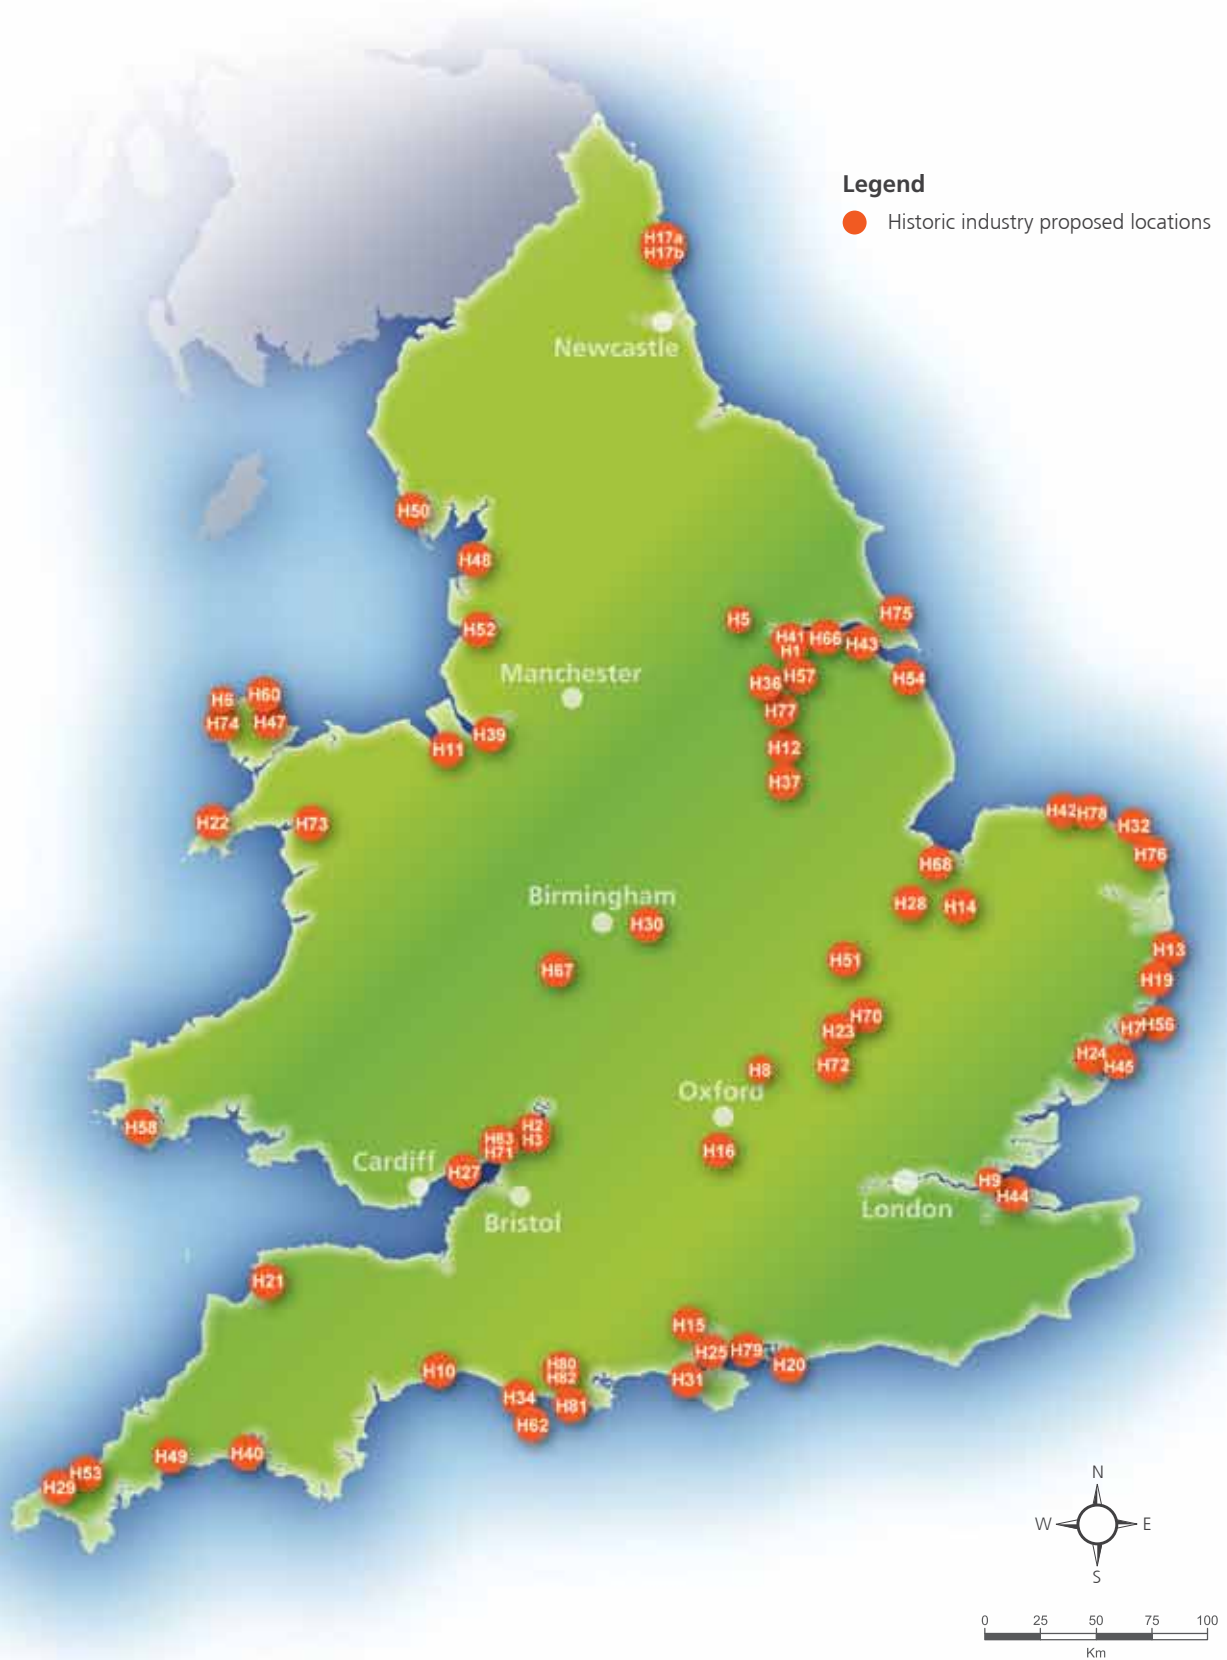 Legend
Historic industry proposed locations
H17a
H17b
Newcastle
H50
H48
H52
H5
H75
H41
H1
H66
H43
Manchester
H36
H57
H54
H6
H60
H74
H47
H77
H39
H11
H12
H37
H22
H73
H42
H78
H32
H76
H68
Birmingham
H30
H28
H14
H67
H51
H13
H19
H70
H23
H7
H56
H72
H24
H45
H8
Oxford
H58
H2
H3
H63
H71
H16
Cardiff
H27
H9
H44
Bristol
London
H21
H15
H25
H79
H20
H10
H80
H82
H31
H34
H81
H62
H49
H40
H53
H29
N
W
E
S
0 25 50 75 100
Km